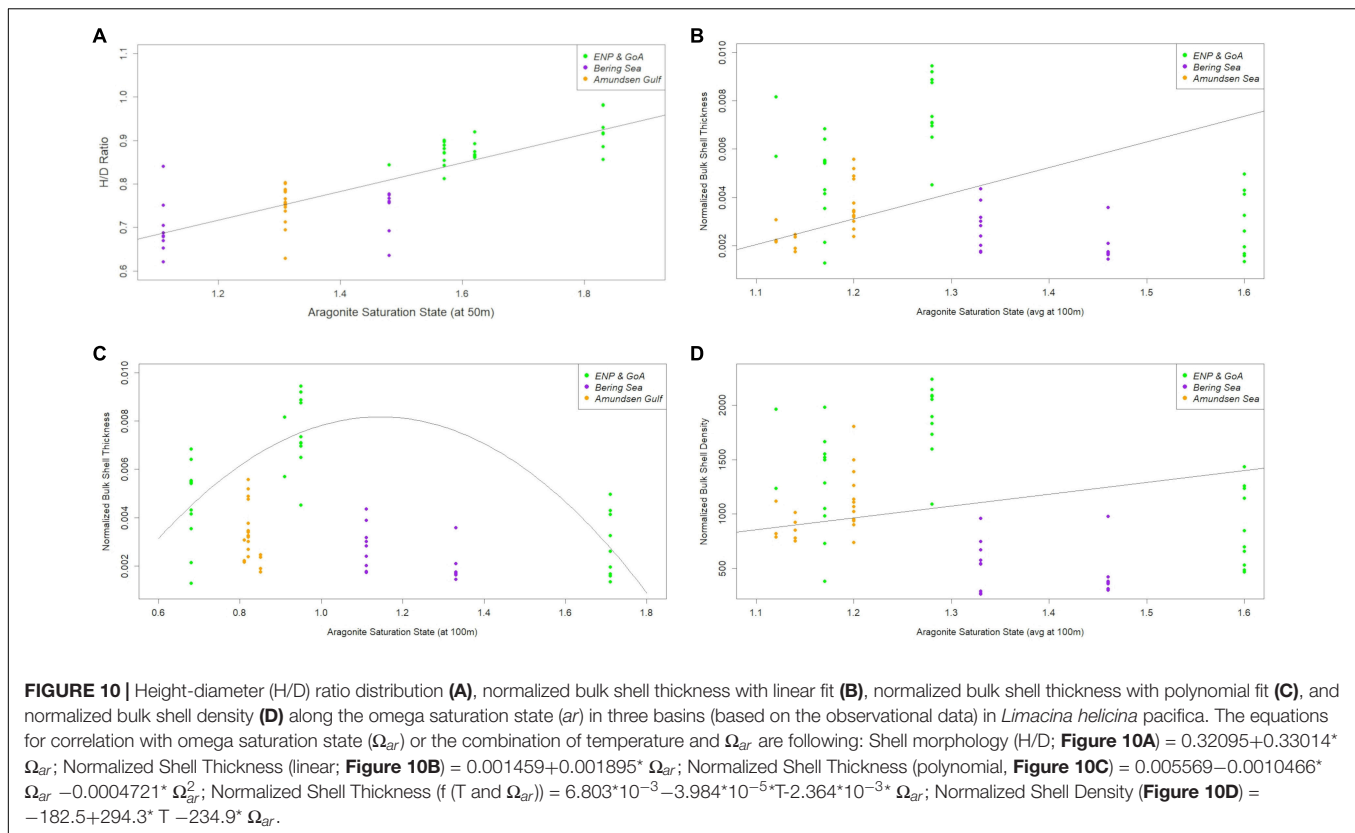 A
ENP & GoA
Bering Sea
Amundsen Gulf
H/D Ratio
1.1
1.0
0.9
0.8
0.7
0.6
1.2
1.4
1.6
1.8
Aragonite Saturation State (at 50m)
B
ENP & GoA
Bering Sea
Amundsen Sea
Normalized Bulk Shell Thickness
0.010
0.008
0.006
0.004
0.002
1.1
1.2
1.3
1.4
1.5
1.6
Aragonite Saturation State (avg at 100m)
C
ENP & GoA
Bering Sea
Amundsen Gulf
Normalized Bulk Shell Thickness
0.010
0.008
0.006
0.004
0.002
0.6
0.8
1.0
1.2
1.4
1.6
1.8
Aragonite Saturation State (at 100m)
D
ENP & GoA
Bering Sea
Amundsen Sea
Normalized Bulk Shell Density
2000
1500
1000
500
1.1
1.2
1.3
1.4
1.5
1.6
Aragonite Saturation State (avg at 100m)
FIGURE 10 | Height-diameter (H/D) ratio distribution (A), normalized bulk shell thickness with linear fit (B), normalized bulk shell thickness with polynomial fit (C), and
normalized bulk shell density (D) along the omega saturation state (ar) in three basins (based on the observational data) in Limacina helicina pacifica. The equations
for correlation with omega saturation state (Ωar) or the combination of temperature and Ωar are following: Shell morphology (H/D; Figure 10A) = 0.32095+0.33014*
Ωar; Normalized Shell Thickness (linear; Figure 10B) = 0.001459+0.001895* Ωar; Normalized Shell Thickness (polynomial, Figure 10C) = 0.005569−0.0010466*
Ωar −0.0004721* Ω²ar; Normalized Shell Thickness (f (T and Ωar)) = 6.803*10⁻³−3.984*10⁻⁵*T-2.364*10⁻³* Ωar; Normalized Shell Density (Figure 10D) =
−182.5+294.3* T −234.9* Ωar.